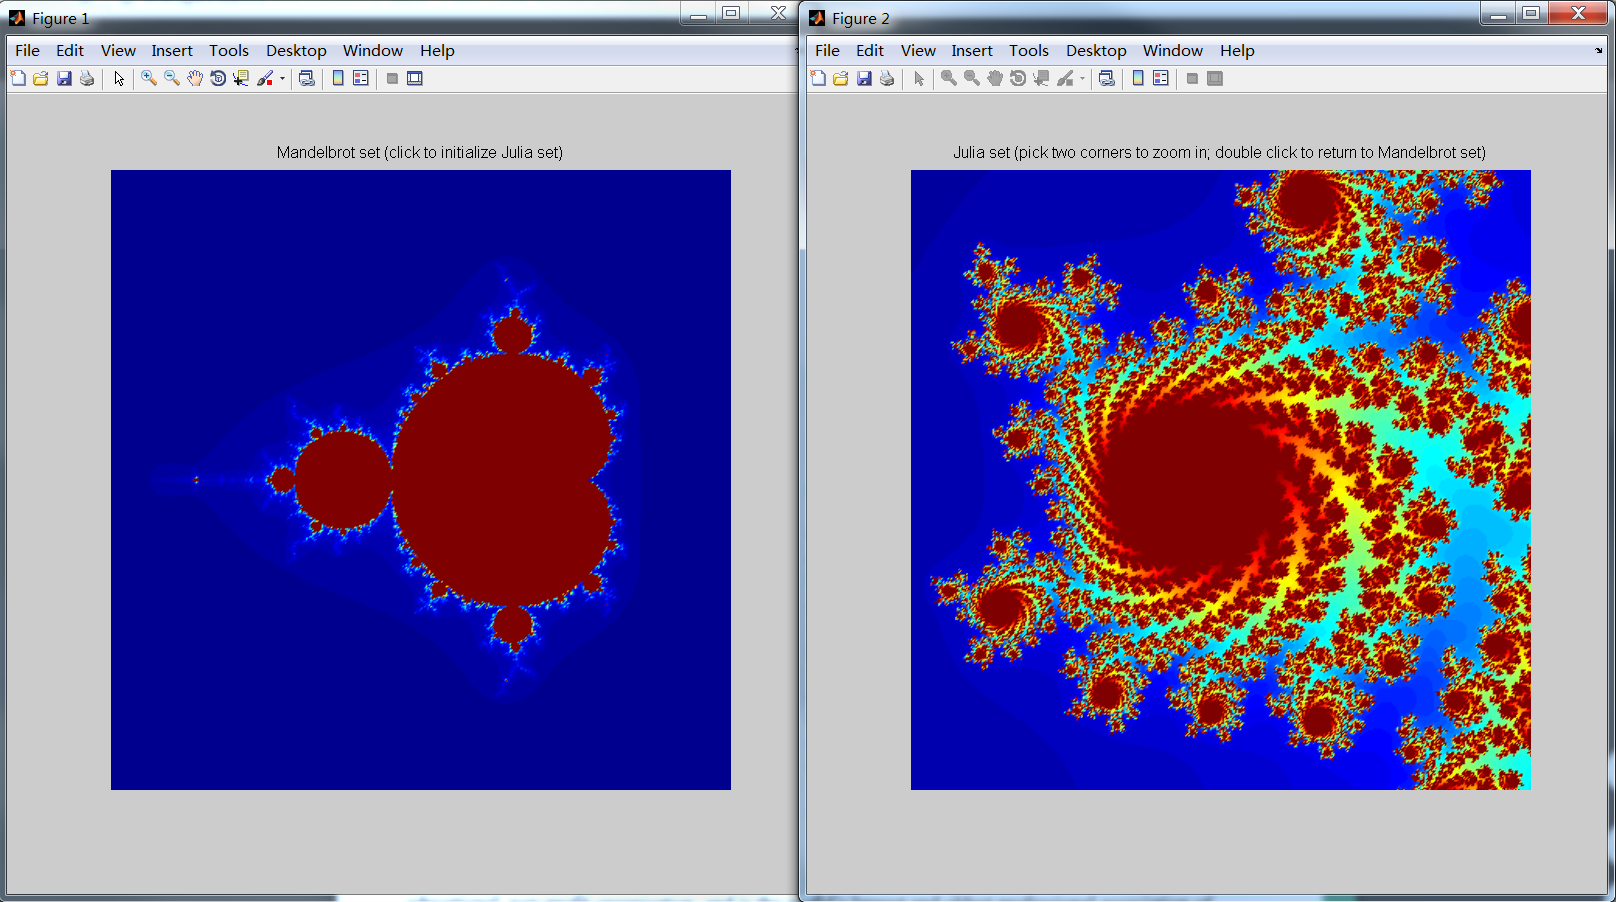 Figure 1
File Edit View Insert Tools Desktop Window Help
Mandelbrot set (click to initialize Julia set)
Figure 2
File Edit View Insert Tools Desktop Window Help
Julia set (pick two corners to zoom in; double click to return to Mandelbrot set)